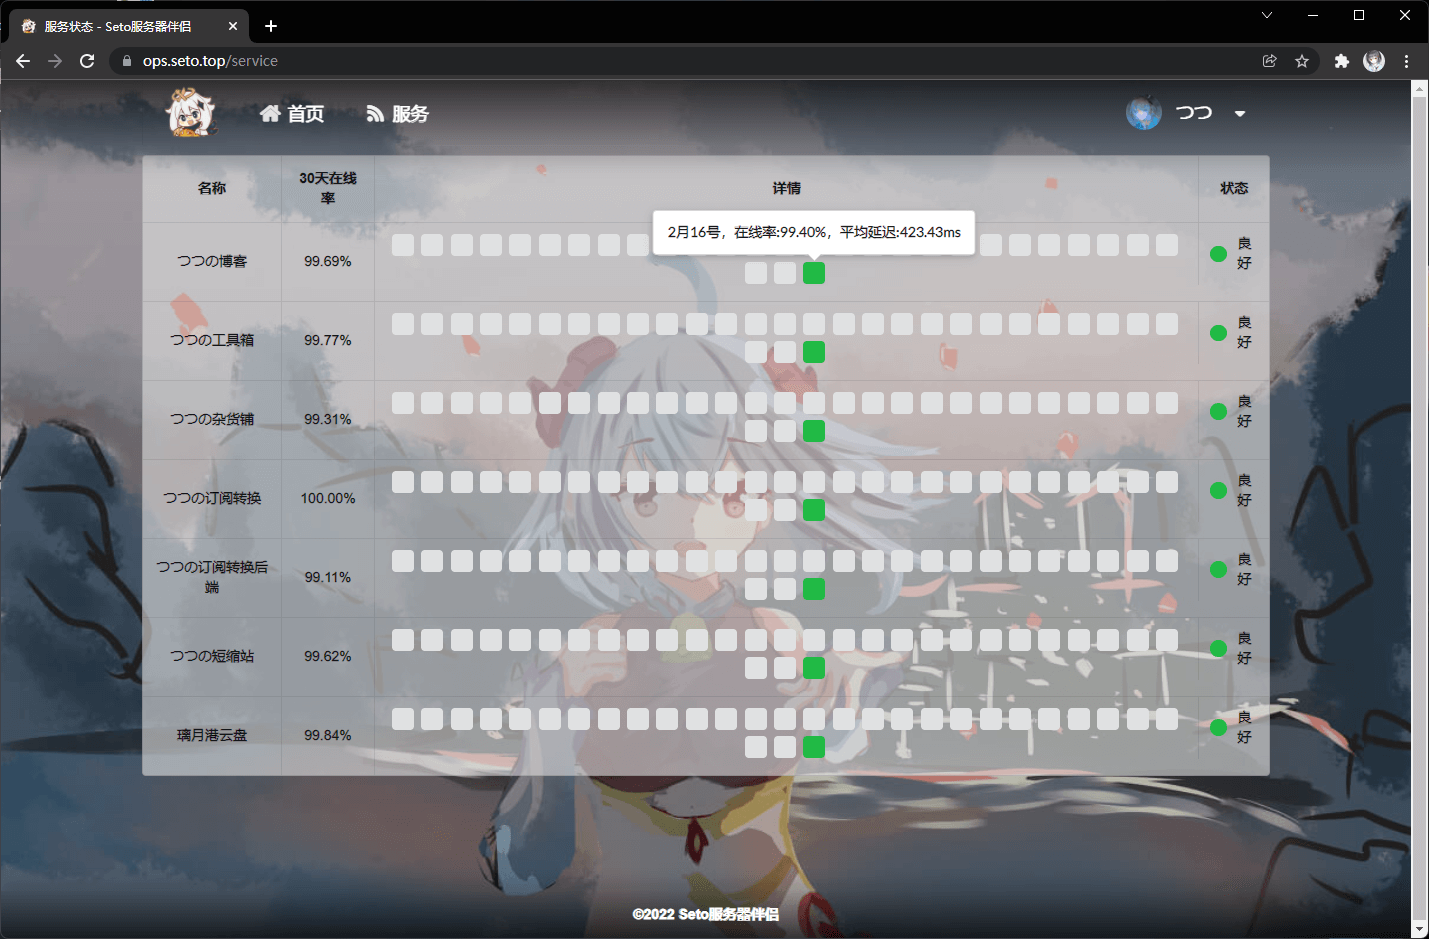 服务状态 - Seto服务器伴侣
ops.seto.top/service
首页
服务
つつ
名称
30天在线
率
详情
状态
2月16号，在线率:99.40%，平均延迟:423.43ms
つつの博客
99.69%
良
好
つつの工具箱
99.77%
良
好
つつの杂货铺
99.31%
良
好
つつの订阅转换
100.00%
良
好
つつの订阅转换后
端
99.11%
良
好
つつの短缩站
99.62%
良
好
璃月港云盘
99.84%
良
好
©2022 Seto服务器伴侣